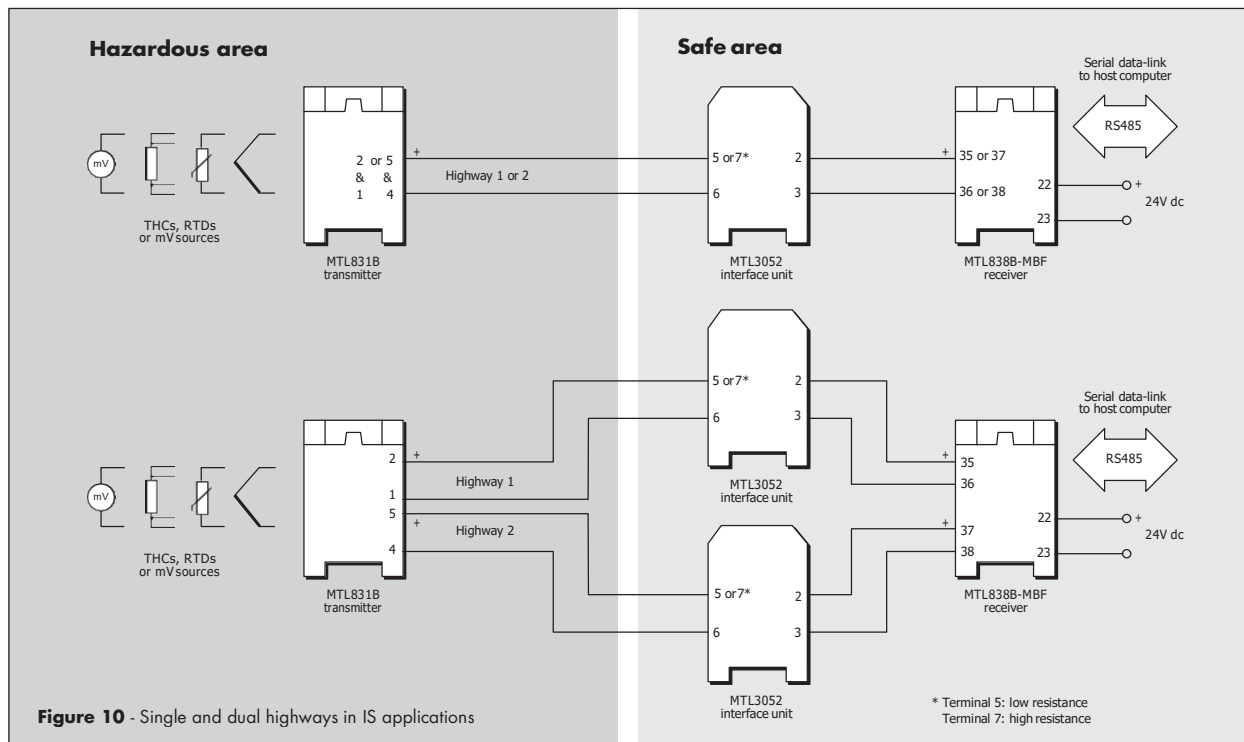 Hazardous area
Safe area
mV
THCs, RTDs
or mV sources
2 or 5
& &
1 4
MTL831B
transmitter
+
Highway 1 or 2
5 or 7*
6
2
3
MTL3052
interface unit
+
35 or 37
36 or 38
22
23
MTL838B-MBF
receiver
Serial data-link
to host computer
RS485
+
24V dc
mV
THCs, RTDs
or mV sources
2
1
5
4
MTL831B
transmitter
+
Highway 1
+
Highway 2
5 or 7*
6
2
3
MTL3052
interface unit
5 or 7*
6
2
3
MTL3052
interface unit
+
35
36
+
37
38
22
23
MTL838B-MBF
receiver
Serial data-link
to host computer
RS485
+
24V dc
* Terminal 5: low resistance
Terminal 7: high resistance
Figure 10 - Single and dual highways in IS applications